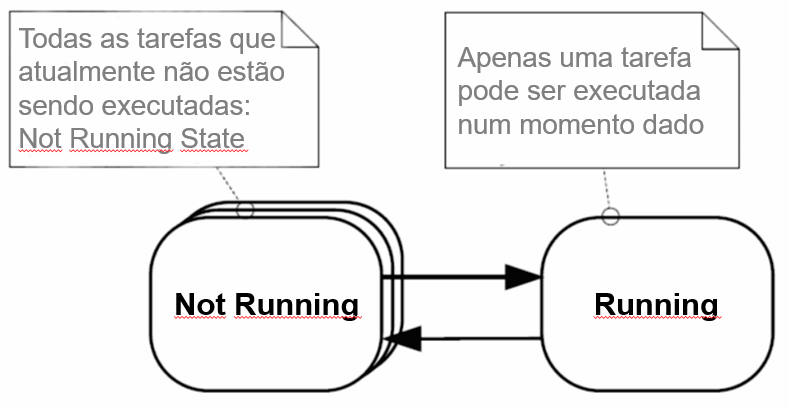 Todas as tarefas que
atualmente não estão
sendo executadas:
Not Running State
Apenas uma tarefa
pode ser executada
num momento dado
Not Running
Running